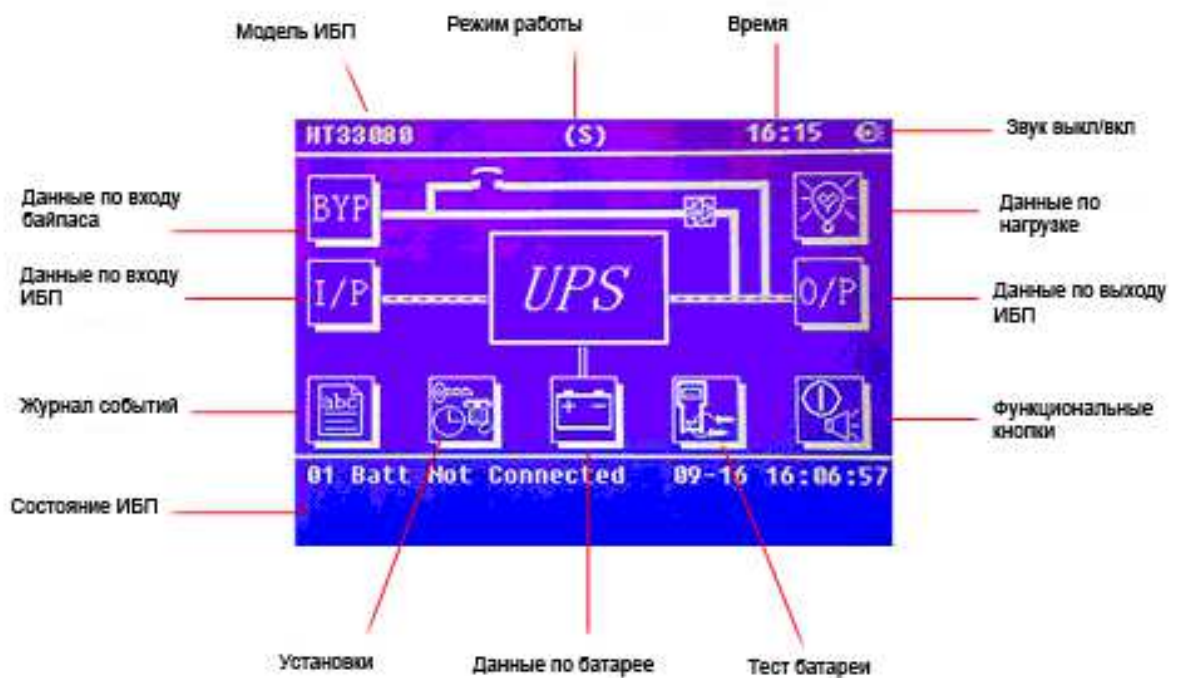 Модель ИБП
Режим работы
Время
HT33080
(S)
16:15
Звук выкл/вкл
Данные по входу
байпаса
BYP
Данные по
нагрузке
Данные по входу
ИБП
I/P
UPS
O/P
Данные по выходу
ИБП
Журнал событий
abc
Функциональные
кнопки
01 Batt Not Connected 09-16 16:06:57
Состояние ИБП
Установки
Данные по батарее
Тест батареи